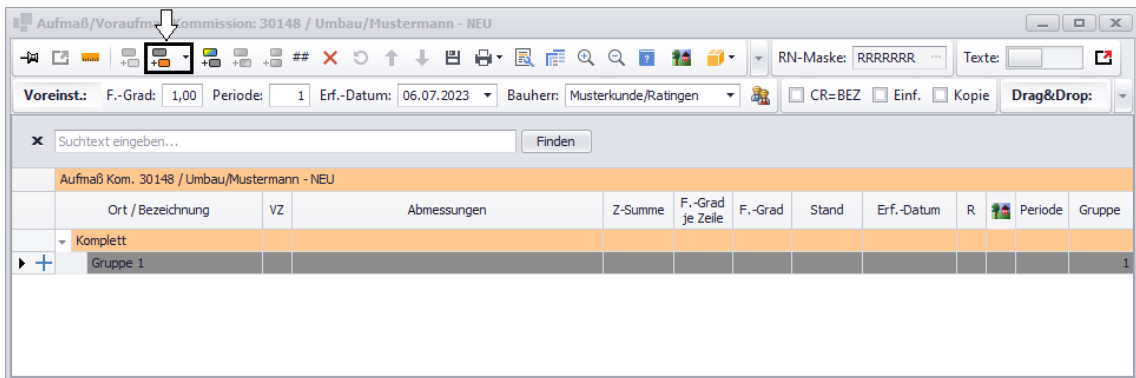 Aufmaß/Voraufmaß Kommission: 30148 / Umbau/Mustermann - NEU
## RN-Maske: RRRRRRR ... Texte:
Voreinst.: F.-Grad: 1,00 Periode: 1 Erf.-Datum: 06.07.2023 Bauherr: Musterkunde/Ratingen CR=BEZ Einf. Kopie Drag&Drop:
Suchtext eingeben... Finden
Aufmaß Kom. 30148 / Umbau/Mustermann - NEU
Ort / Bezeichnung VZ Abmessungen Z-Summe F.-Grad je Zeile F.-Grad Stand Erf.-Datum R Periode Gruppe
Komplett
Gruppe 1 1